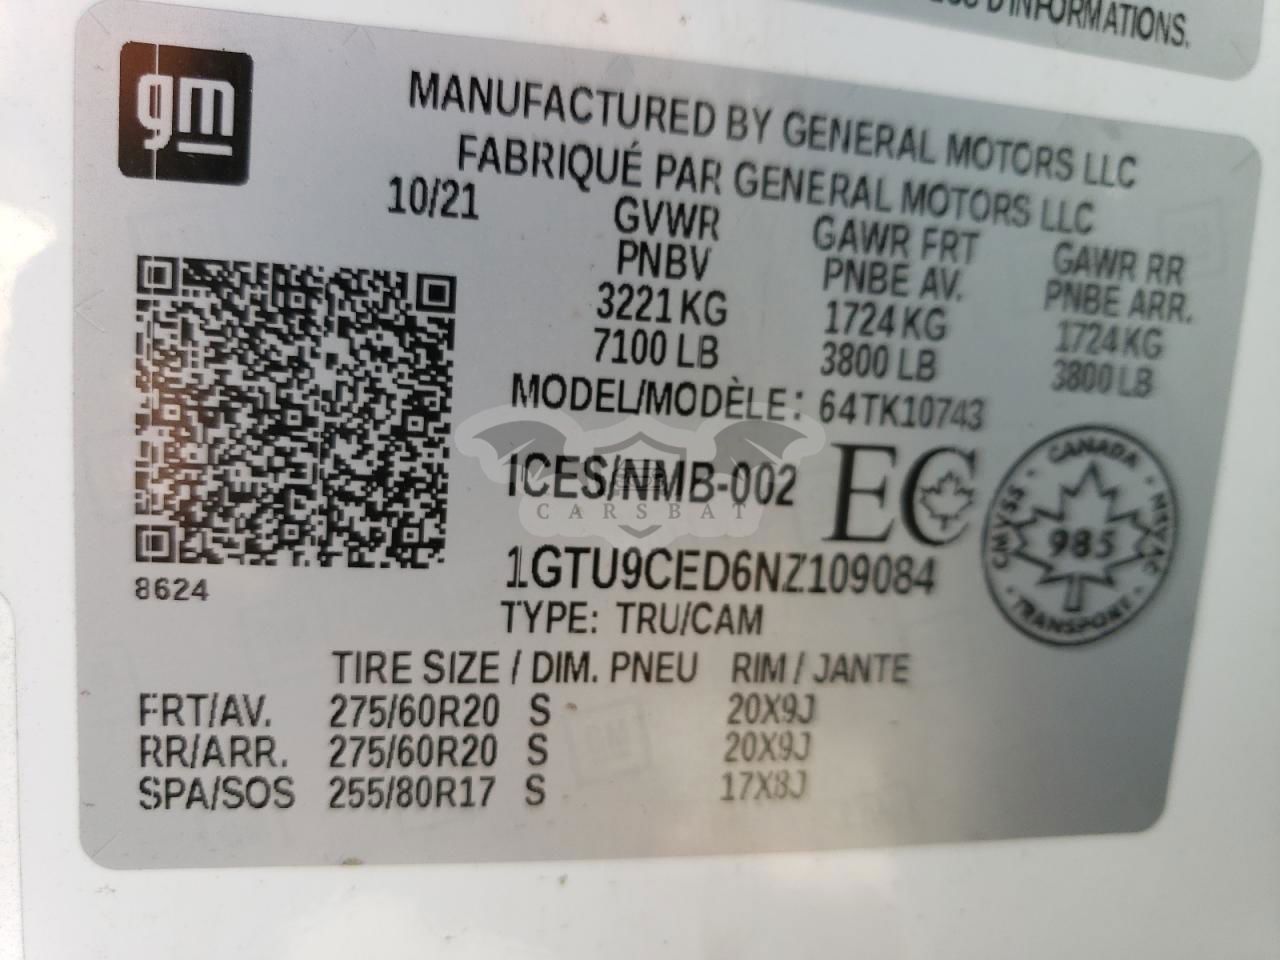 D'INFORMATIONS.
gm
MANUFACTURED BY GENERAL MOTORS LLC
FABRIQUÉ PAR GENERAL MOTORS LLC
10/21
GVWR GAWR FRT GAWR RR
PNBV PNBE AV. PNBE ARR.
3221 KG 1724 KG 1724 KG
7100 LB 3800 LB 3800 LB
MODEL/MODÈLE: 64TK10743
ICES/NMB-002 EC
CARSBAT
CANADA
CMVSS · 985 · NSVAC
TRANSPORT
8624
1GTU9CED6NZ109084
TYPE: TRU/CAM
TIRE SIZE / DIM. PNEU RIM / JANTE
FRT/AV. 275/60R20 S 20X9J
RR/ARR. 275/60R20 S 20X9J
SPA/SOS 255/80R17 S 17X8J